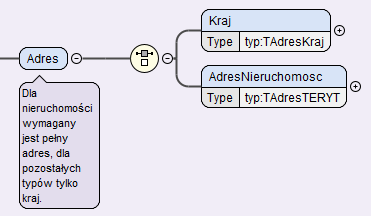 Kraj
Type typ:TAdresKraj
Adres
AdresNieruchomosc
Type typ:TAdresTERYT
Dla
nieruchomości
wymagany
jest pełny
adres, dla
pozostałych
typów tylko
kraj.